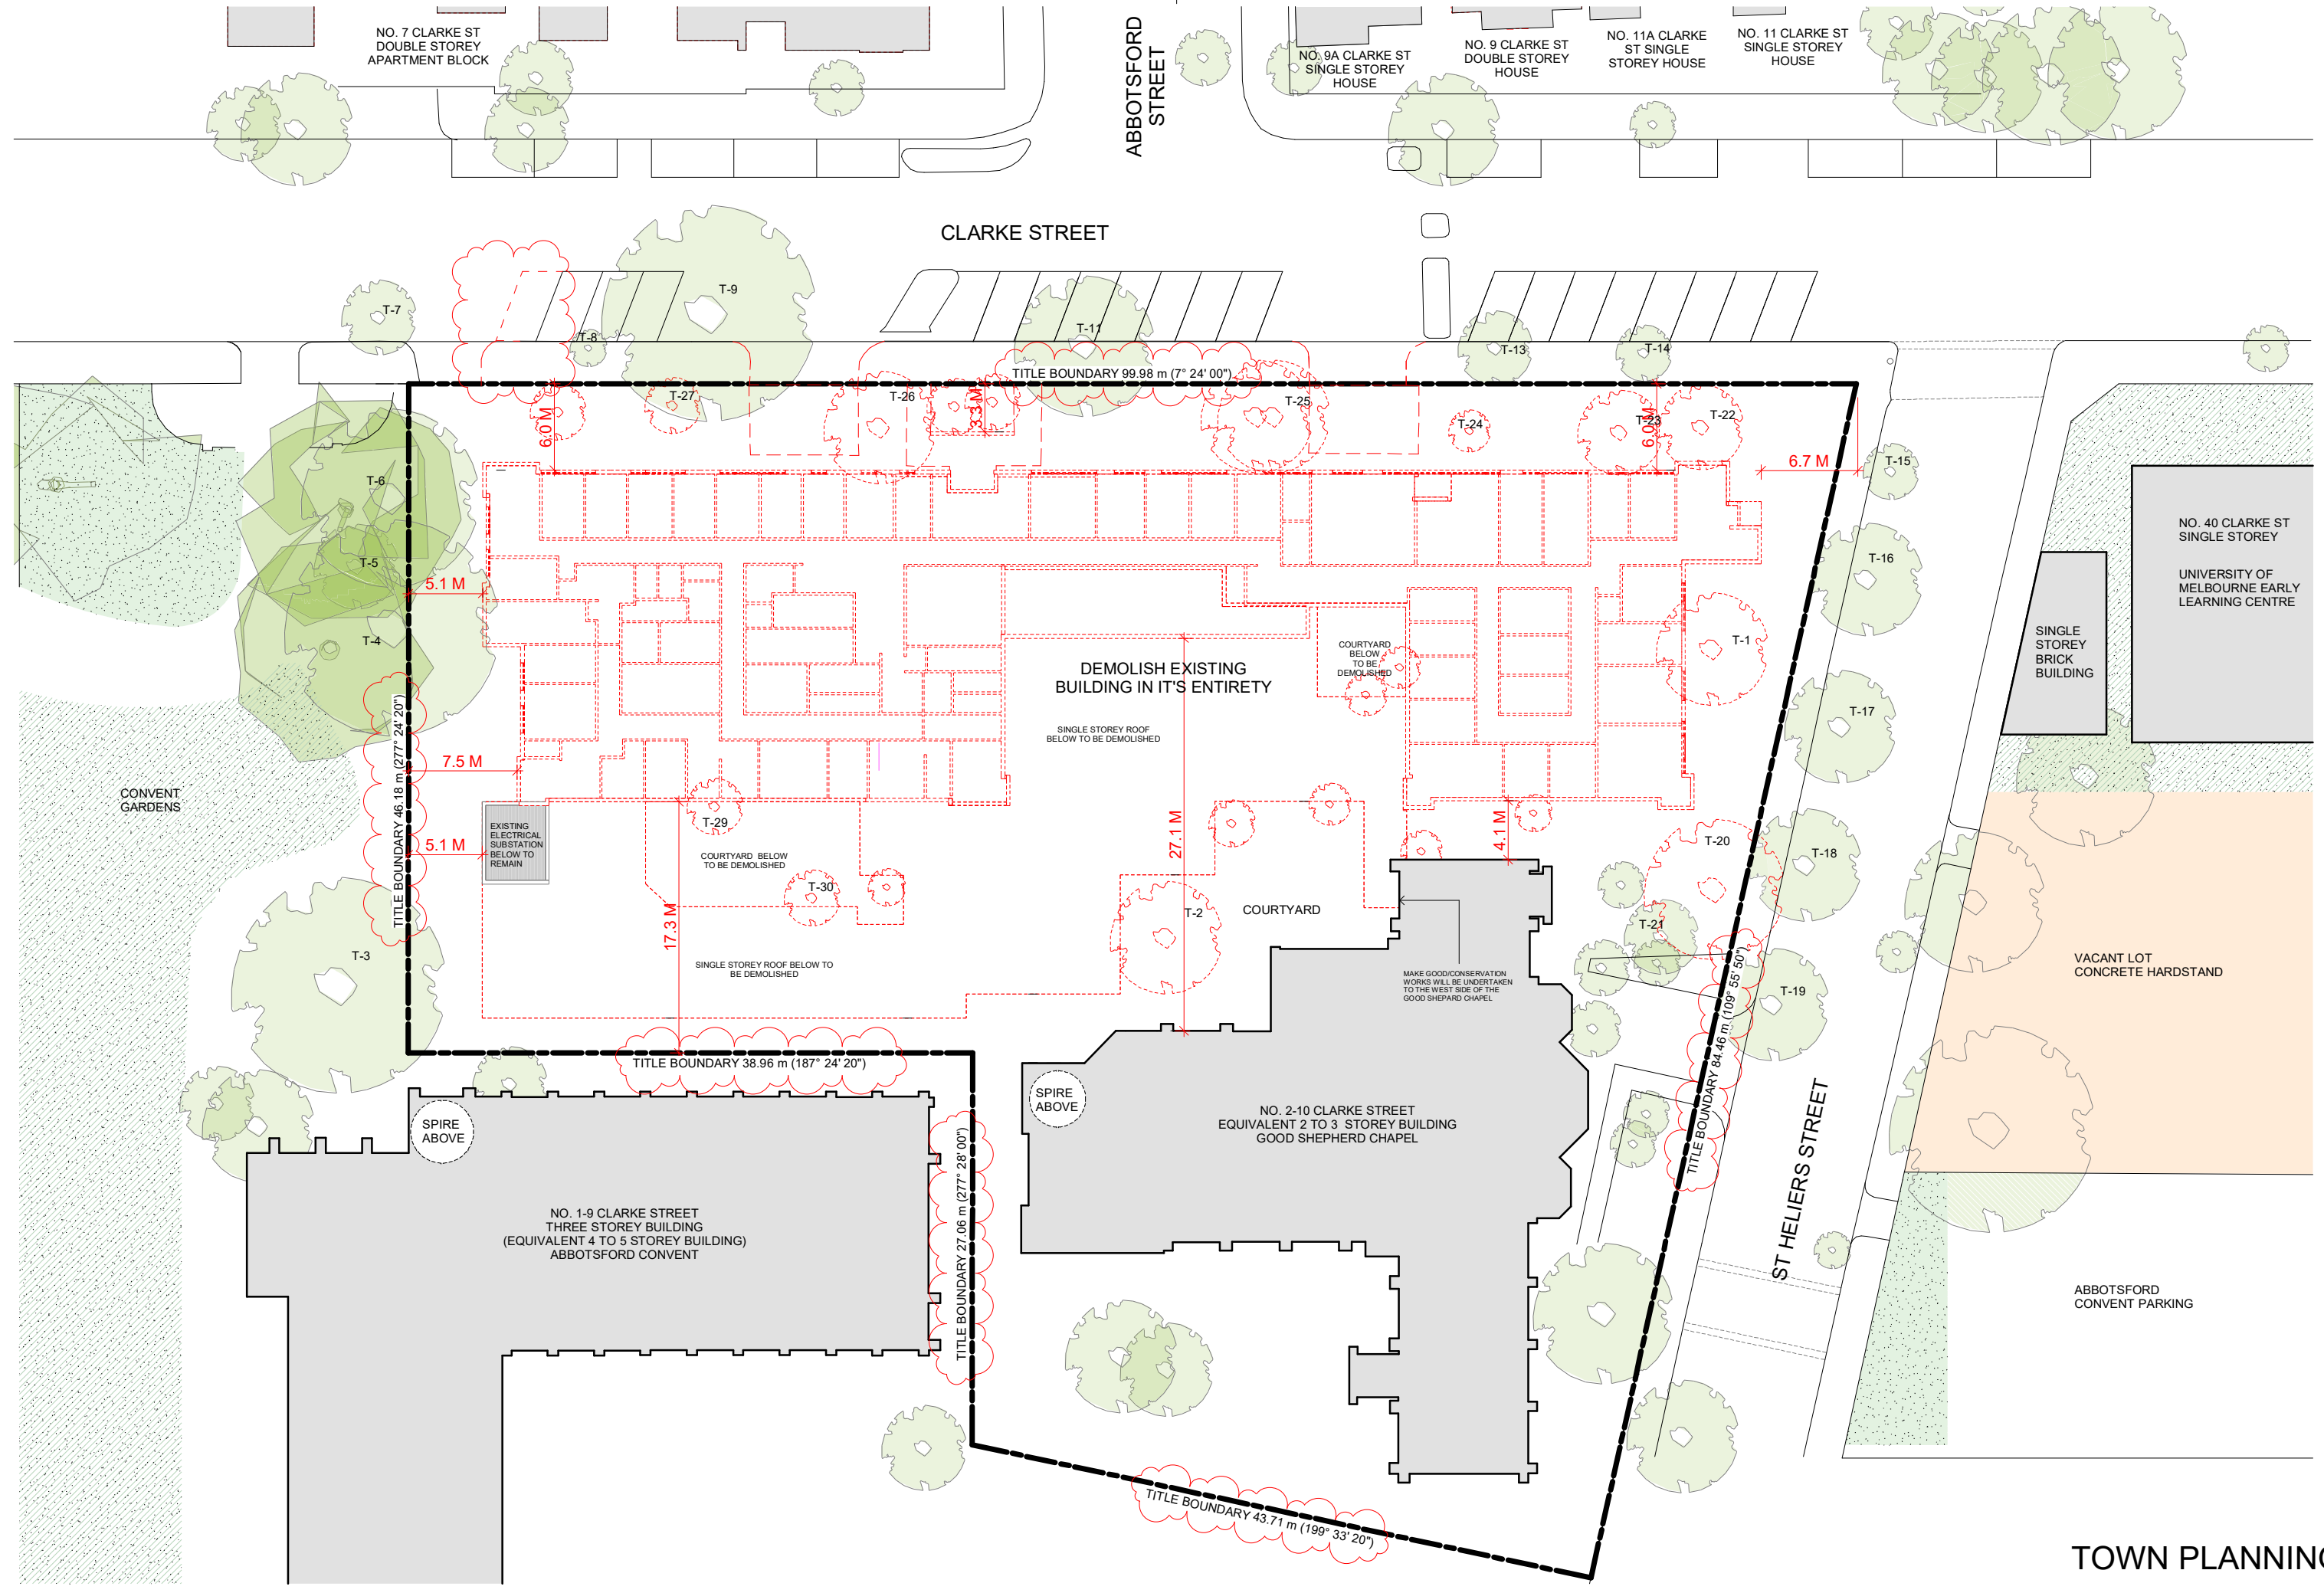 NO. 7 CLARKE ST
DOUBLE STOREY
APARTMENT BLOCK
ABBOTSFORD
STREET
NO. 9A CLARKE ST
SINGLE STOREY
HOUSE
NO. 9 CLARKE ST
DOUBLE STOREY
HOUSE
NO. 11A CLARKE
ST SINGLE
STOREY HOUSE
NO. 11 CLARKE ST
SINGLE STOREY
HOUSE
CLARKE STREET
T-7
T-8
T-9
T-11
T-13
T-14
TITLE BOUNDARY 99.98 m (7° 24' 00")
T-27
T-26
T-25
T-24
T-23
T-22
6.0 M
3.3 M
6.0 M
6.7 M
T-15
T-6
T-5
T-4
5.1 M
T-16
T-1
T-17
NO. 40 CLARKE ST
SINGLE STOREY
UNIVERSITY OF
MELBOURNE EARLY
LEARNING CENTRE
SINGLE
STOREY
BRICK
BUILDING
COURTYARD
BELOW
TO BE
DEMOLISHED
DEMOLISH EXISTING
BUILDING IN IT'S ENTIRETY
SINGLE STOREY ROOF
BELOW TO BE DEMOLISHED
7.5 M
TITLE BOUNDARY 46.18 m (277° 24' 20")
CONVENT
GARDENS
EXISTING
ELECTRICAL
SUBSTATION
BELOW TO
REMAIN
5.1 M
T-29
COURTYARD BELOW
TO BE DEMOLISHED
T-30
17.3 M
27.1 M
4.1 M
T-20
T-18
T-2
COURTYARD
T-21
T-3
SINGLE STOREY ROOF BELOW TO
BE DEMOLISHED
MAKE GOOD/CONSERVATION
WORKS WILL BE UNDERTAKEN
TO THE WEST SIDE OF THE
GOOD SHEPARD CHAPEL
T-19
VACANT LOT
CONCRETE HARDSTAND
TITLE BOUNDARY 38.96 m (187° 24' 20")
TITLE BOUNDARY 84.46 m (109° 55' 50")
SPIRE
ABOVE
SPIRE
ABOVE
NO. 2-10 CLARKE STREET
EQUIVALENT 2 TO 3 STOREY BUILDING
GOOD SHEPHERD CHAPEL
ST HELIERS STREET
NO. 1-9 CLARKE STREET
THREE STOREY BUILDING
(EQUIVALENT 4 TO 5 STOREY BUILDING)
ABBOTSFORD CONVENT
TITLE BOUNDARY 27.06 m (277° 28' 00")
ABBOTSFORD
CONVENT PARKING
TITLE BOUNDARY 43.71 m (199° 33' 20")
TOWN PLANNING